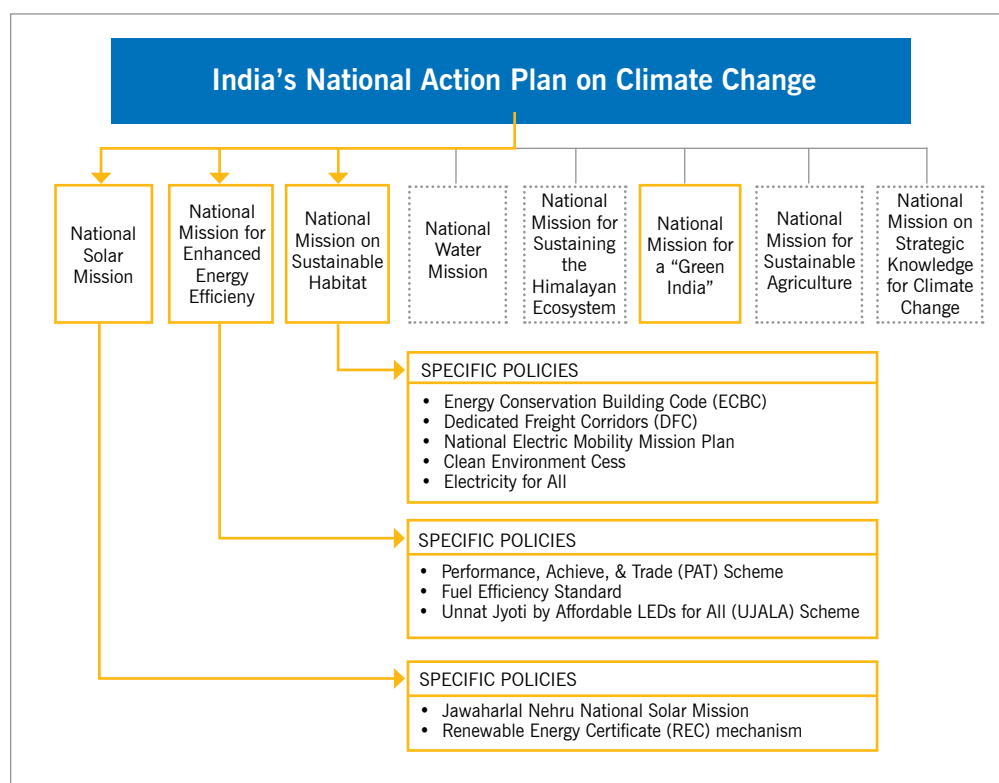 India's National Action Plan on Climate Change
National
Solar
Mission
National
Mission for
Enhanced
Energy
Efficieny
National
Mission on
Sustainable
Habitat
National
Water
Mission
National
Mission for
Sustaining
the
Himalayan
Ecosystem
National
Mission for
a “Green
India”
National
Mission for
Sustainable
Agriculture
National
Mission on
Strategic
Knowledge
for Climate
Change
SPECIFIC POLICIES
• Energy Conservation Building Code (ECBC)
• Dedicated Freight Corridors (DFC)
• National Electric Mobility Mission Plan
• Clean Environment Cess
• Electricity for All
SPECIFIC POLICIES
• Performance, Achieve, & Trade (PAT) Scheme
• Fuel Efficiency Standard
• Unnat Jyoti by Affordable LEDs for All (UJALA) Scheme
SPECIFIC POLICIES
• Jawaharlal Nehru National Solar Mission
• Renewable Energy Certificate (REC) mechanism